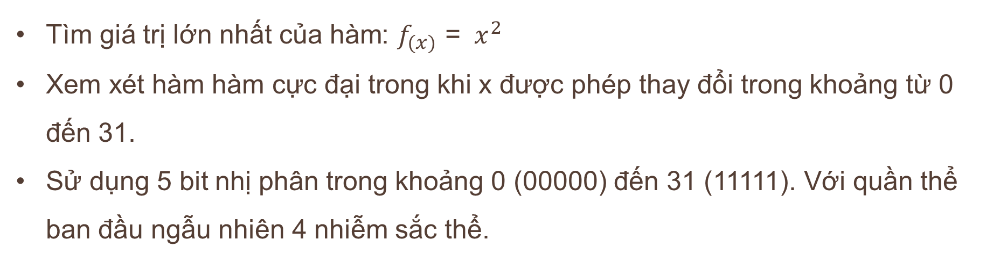 • Tìm giá trị lớn nhất của hàm: f(x) = x²
• Xem xét hàm hàm cực đại trong khi x được phép thay đổi trong khoảng từ 0
đến 31.
• Sử dụng 5 bit nhị phân trong khoảng 0 (00000) đến 31 (11111). Với quần thể
ban đầu ngẫu nhiên 4 nhiễm sắc thể.